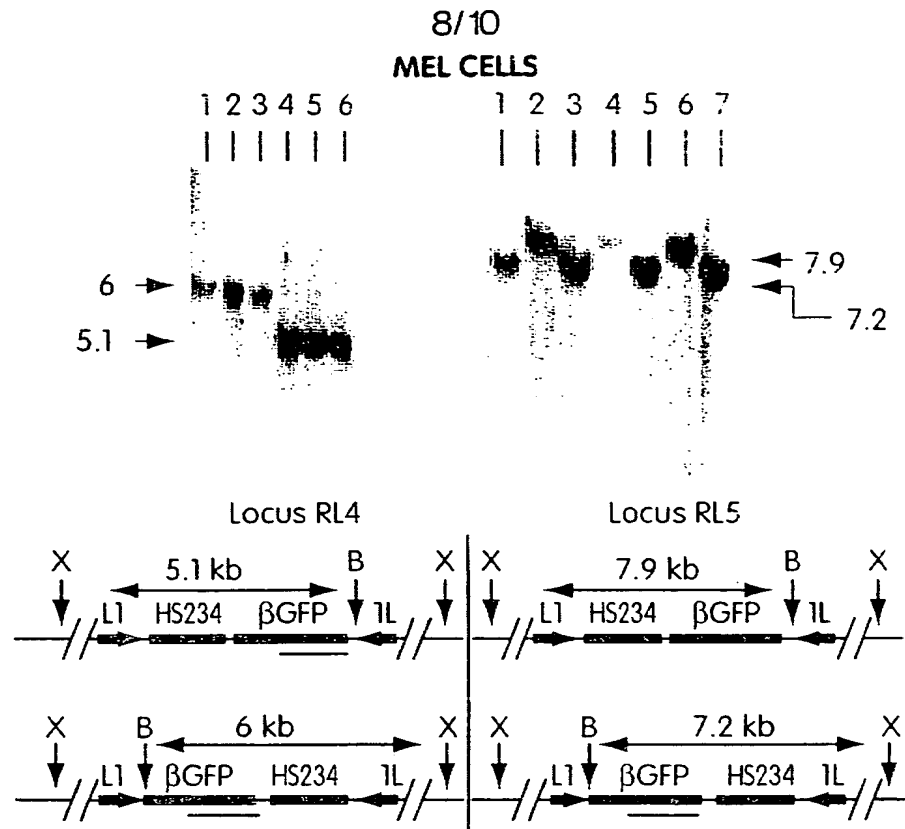 8/10
MEL CELLS
1 2 3 4 5 6
1 2 3 4 5 6 7
6
5.1
7.9
7.2
Locus RL4
Locus RL5
X 5.1 kb B X
L1 HS234 βGFP 1L
X 7.9 kb B X
L1 HS234 βGFP 1L
X B 6 kb X
L1 βGFP HS234 1L
X B 7.2 kb X
L1 βGFP HS234 1L